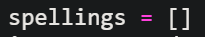 spellings = []